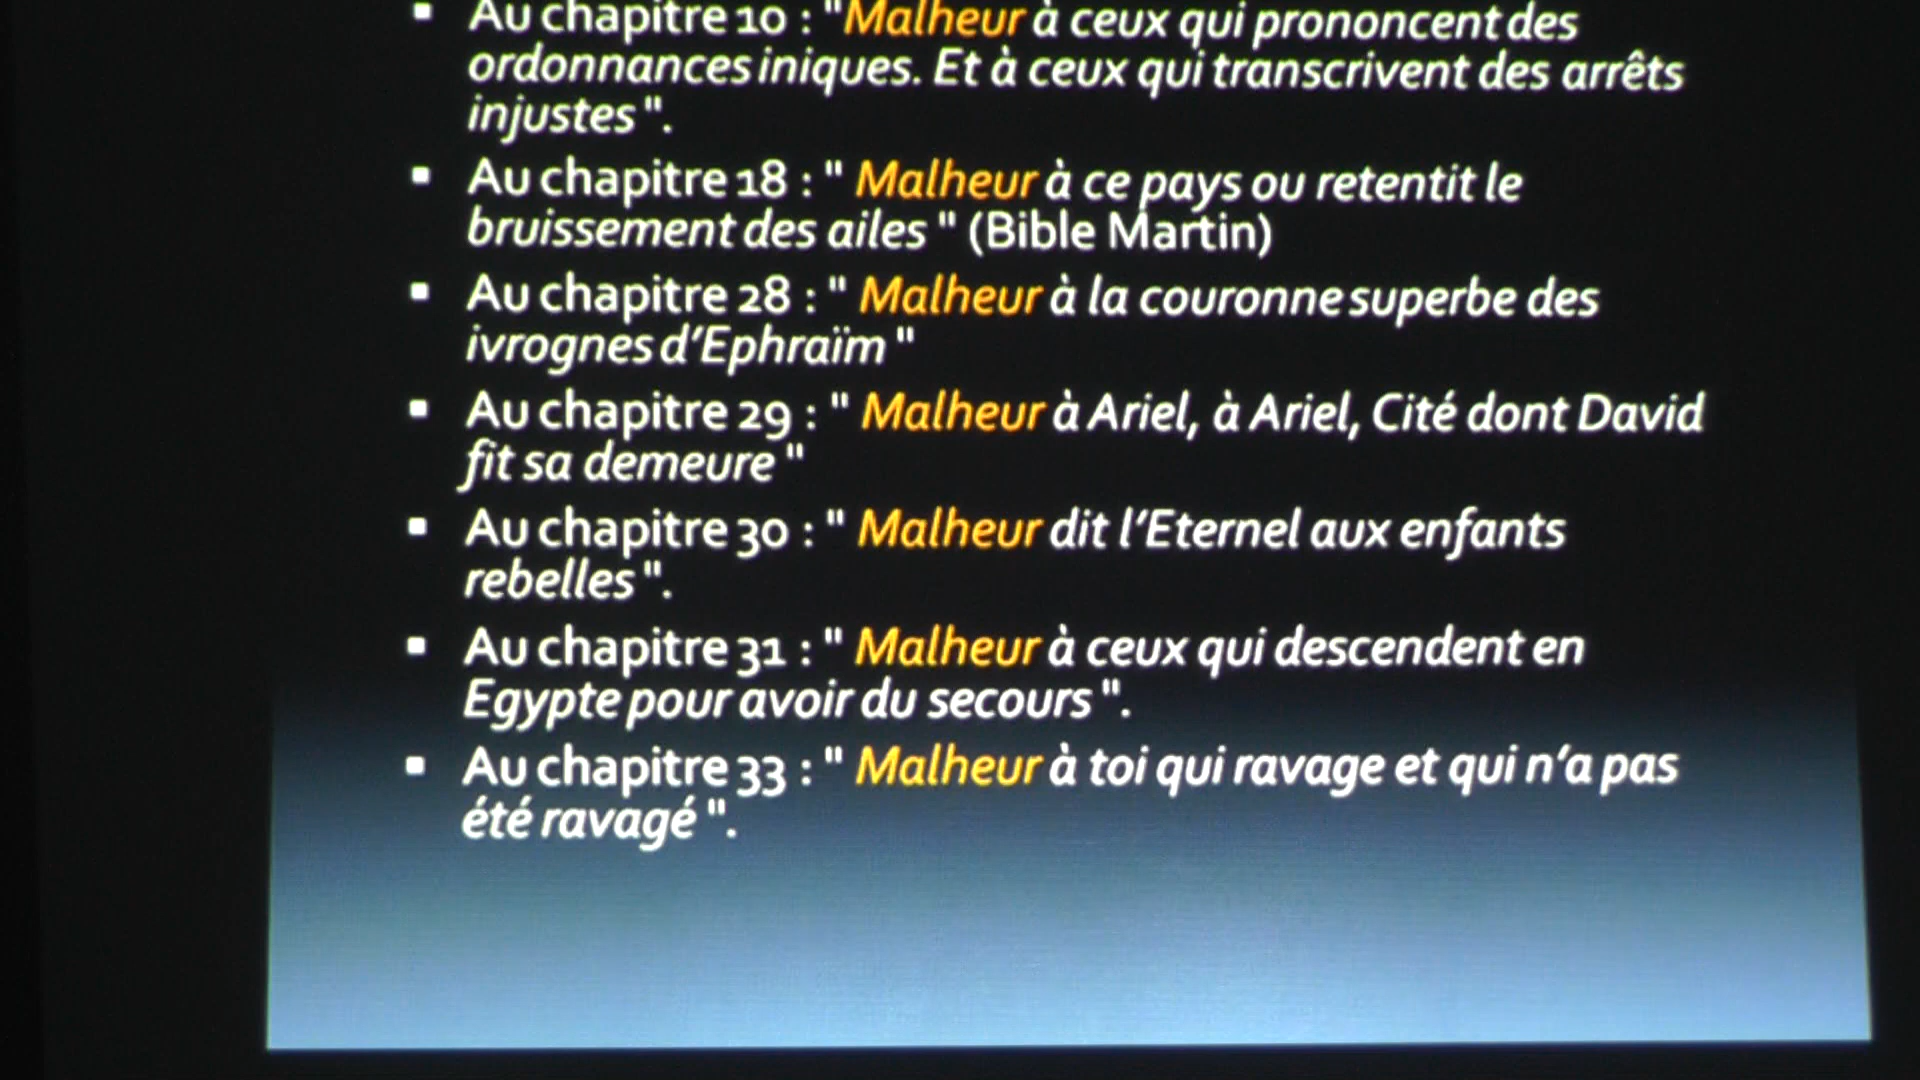 ▪ Au chapitre 10 : "Malheur à ceux qui prononcent des
ordonnances iniques. Et à ceux qui transcrivent des arrêts
injustes ".
▪ Au chapitre 18 : " Malheur à ce pays ou retentit le
bruissement des ailes " (Bible Martin)
▪ Au chapitre 28 : " Malheur à la couronne superbe des
ivrognes d'Ephraïm "
▪ Au chapitre 29 : " Malheur à Ariel, à Ariel, Cité dont David
fit sa demeure "
▪ Au chapitre 30 : " Malheur dit l'Eternel aux enfants
rebelles ".
▪ Au chapitre 31 : " Malheur à ceux qui descendent en
Egypte pour avoir du secours ".
▪ Au chapitre 33 : " Malheur à toi qui ravage et qui n'a pas
été ravagé ".